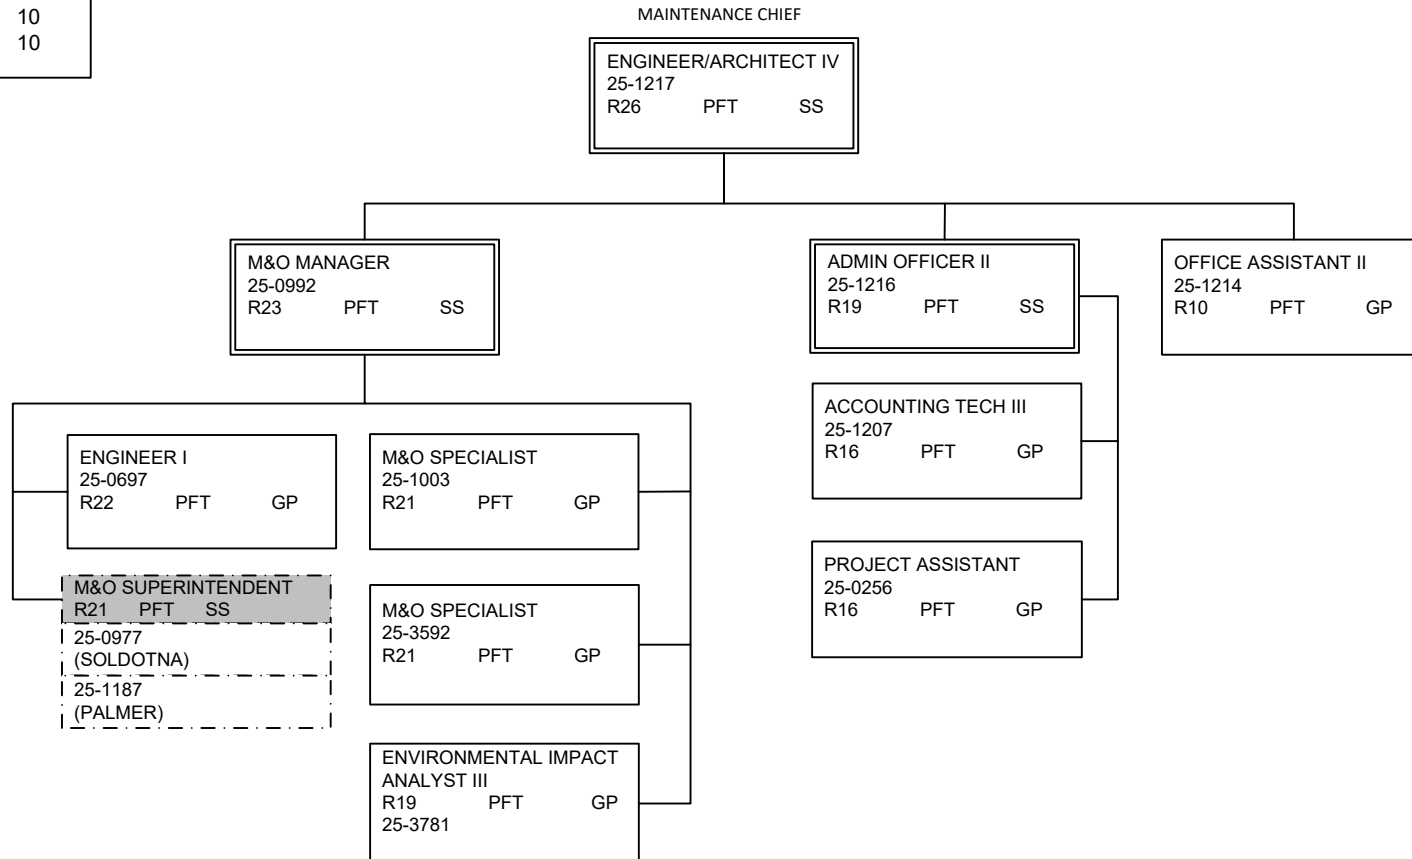 10
10
MAINTENANCE CHIEF
ENGINEER/ARCHITECT IV
25-1217
R26 PFT SS
M&O MANAGER
25-0992
R23 PFT SS
ADMIN OFFICER II
25-1216
R19 PFT SS
OFFICE ASSISTANT II
25-1214
R10 PFT GP
ENGINEER I
25-0697
R22 PFT GP
M&O SPECIALIST
25-1003
R21 PFT GP
ACCOUNTING TECH III
25-1207
R16 PFT GP
M&O SUPERINTENDENT
R21 PFT SS
25-0977
(SOLDOTNA)
25-1187
(PALMER)
M&O SPECIALIST
25-3592
R21 PFT GP
PROJECT ASSISTANT
25-0256
R16 PFT GP
ENVIRONMENTAL IMPACT
ANALYST III
R19 PFT GP
25-3781